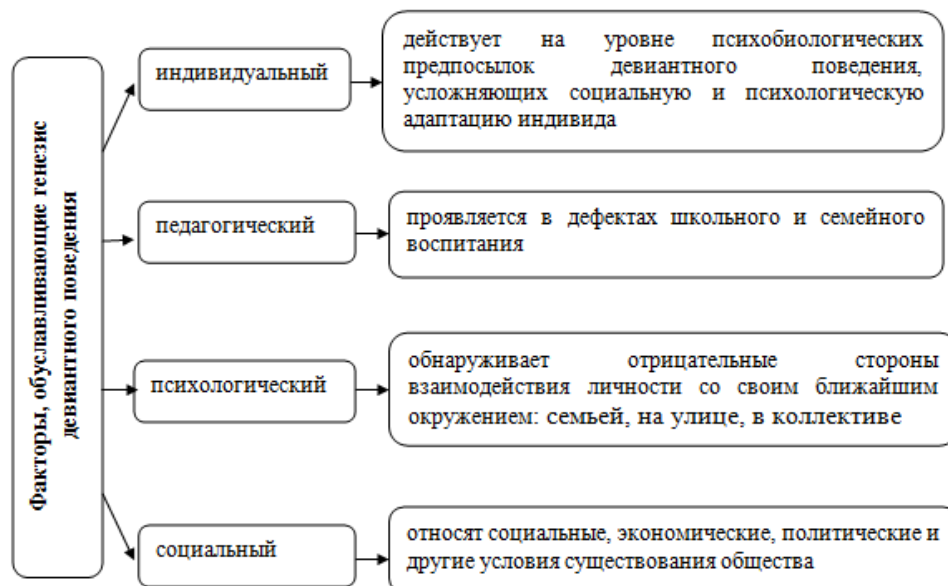 Факторы, обуславливающие генезис
девиантного поведения
индивидуальный
действует на уровне психобиологических
предпосылок девиантного поведения,
усложняющих социальную и психологическую
адаптацию индивида
педагогический
проявляется в дефектах школьного и семейного
воспитания
психологический
обнаруживает отрицательные стороны
взаимодействия личности со своим ближайшим
окружением: семьей, на улице, в коллективе
социальный
относят социальные, экономические, политические и
другие условия существования общества